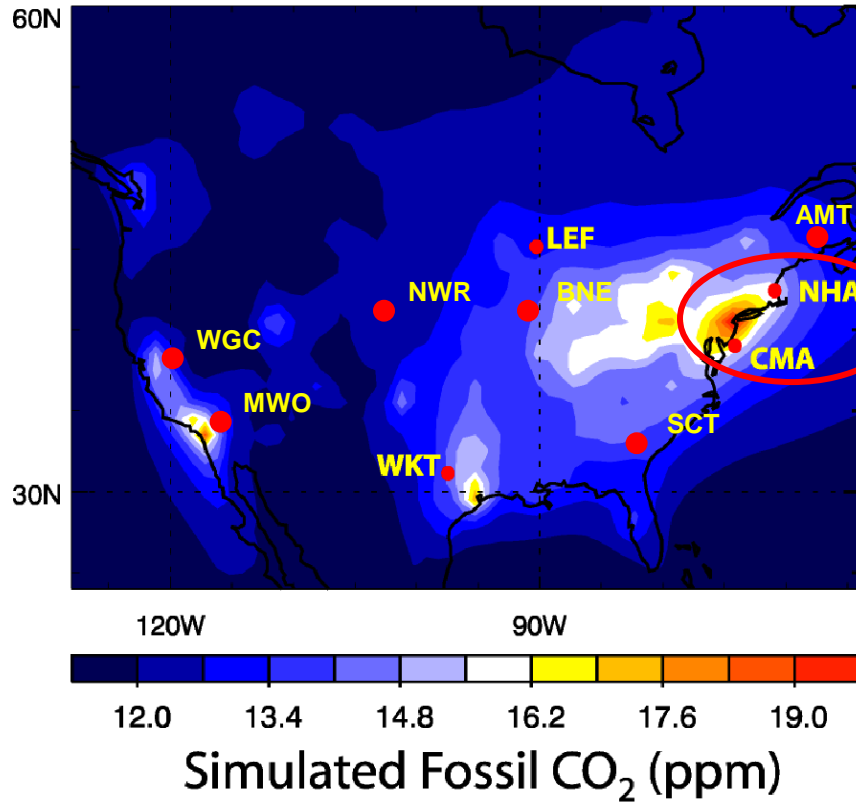 60N
AMT
LEF
NHA
NWR
BNE
WGC
CMA
MWO
SCT
WKT
30N
120W 90W
12.0 13.4 14.8 16.2 17.6 19.0
Simulated Fossil CO₂ (ppm)